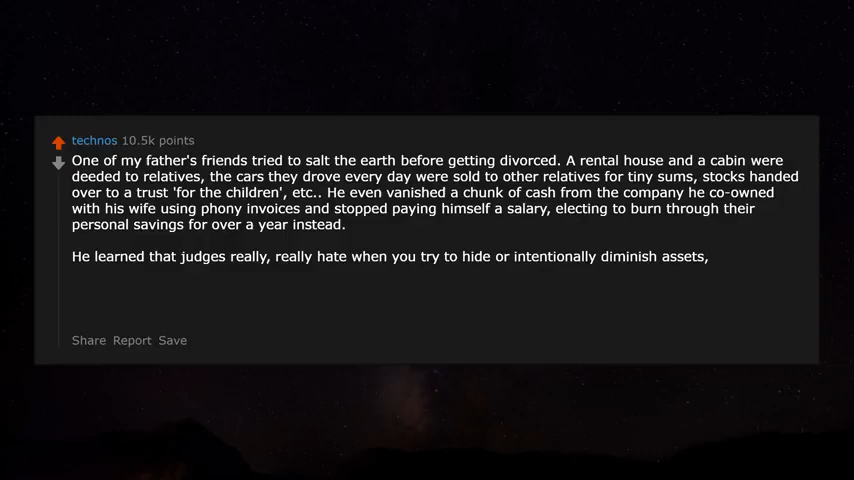 technos 10.5k points
One of my father's friends tried to salt the earth before getting divorced. A rental house and a cabin were
deeded to relatives, the cars they drove every day were sold to other relatives for tiny sums, stocks handed
over to a trust 'for the children', etc.. He even vanished a chunk of cash from the company he co-owned
with his wife using phony invoices and stopped paying himself a salary, electing to burn through their
personal savings for over a year instead.
He learned that judges really, really hate when you try to hide or intentionally diminish assets,
Share Report Save